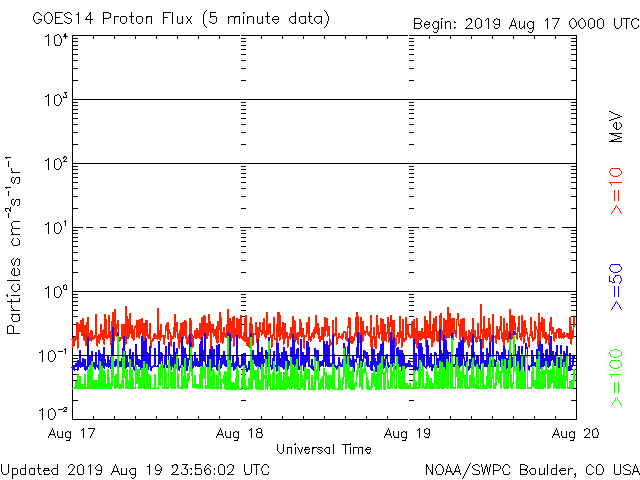 GOES14 Proton Flux (5 minute data)
Begin: 2019 Aug 17 0000 UTC
Particles cm⁻²s⁻¹sr⁻¹
10⁴
10³
10²
10¹
10⁰
10⁻¹
10⁻²
MeV
>=10
>=50
>=100
Aug 17
Aug 18
Aug 19
Aug 20
Universal Time
Updated 2019 Aug 19 23:56:02 UTC
NOAA/SWPC Boulder, CO USA